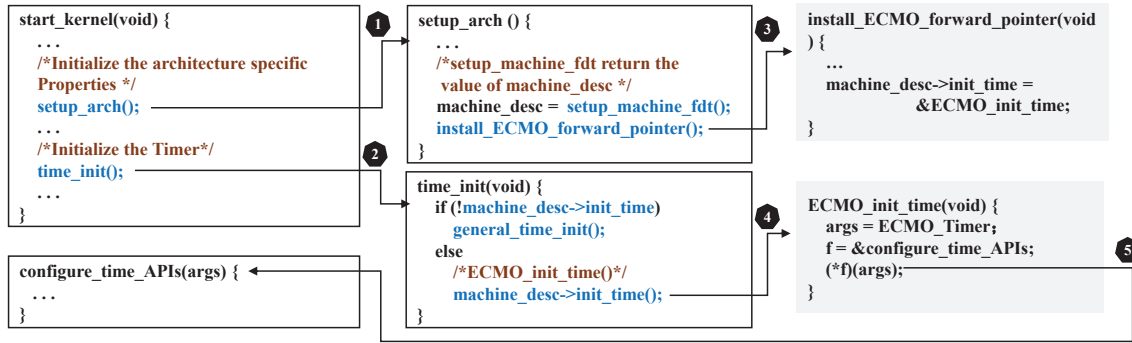 start_kernel(void) {
...
/*Initialize the architecture specific
Properties */
setup_arch();
...
/*Initialize the Timer*/
time_init();
...
}
1
2
setup_arch () {
...
/*setup_machine_fdt return the
value of machine_desc */
machine_desc = setup_machine_fdt();
install_ECMO_forward_pointer();
}
3
install_ECMO_forward_pointer(void
) {
...
machine_desc->init_time =
&ECMO_init_time;
}
time_init(void) {
if (!machine_desc->init_time)
general_time_init();
else
/*ECMO_init_time()*/
machine_desc->init_time();
}
4
ECMO_init_time(void) {
args = ECMO_Timer;
f = &configure_time_APIs;
(*f)(args);
}
5
configure_time_APIs(args) {
...
}